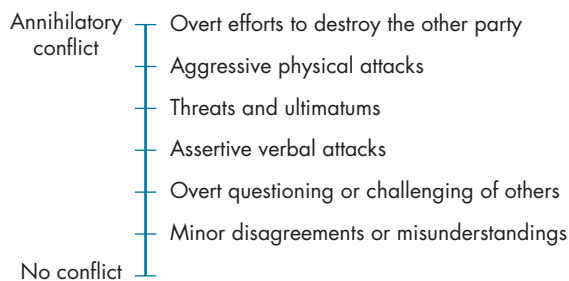 Annihilatory
conflict
Overt efforts to destroy the other party
Aggressive physical attacks
Threats and ultimatums
Assertive verbal attacks
Overt questioning or challenging of others
Minor disagreements or misunderstandings
No conflict